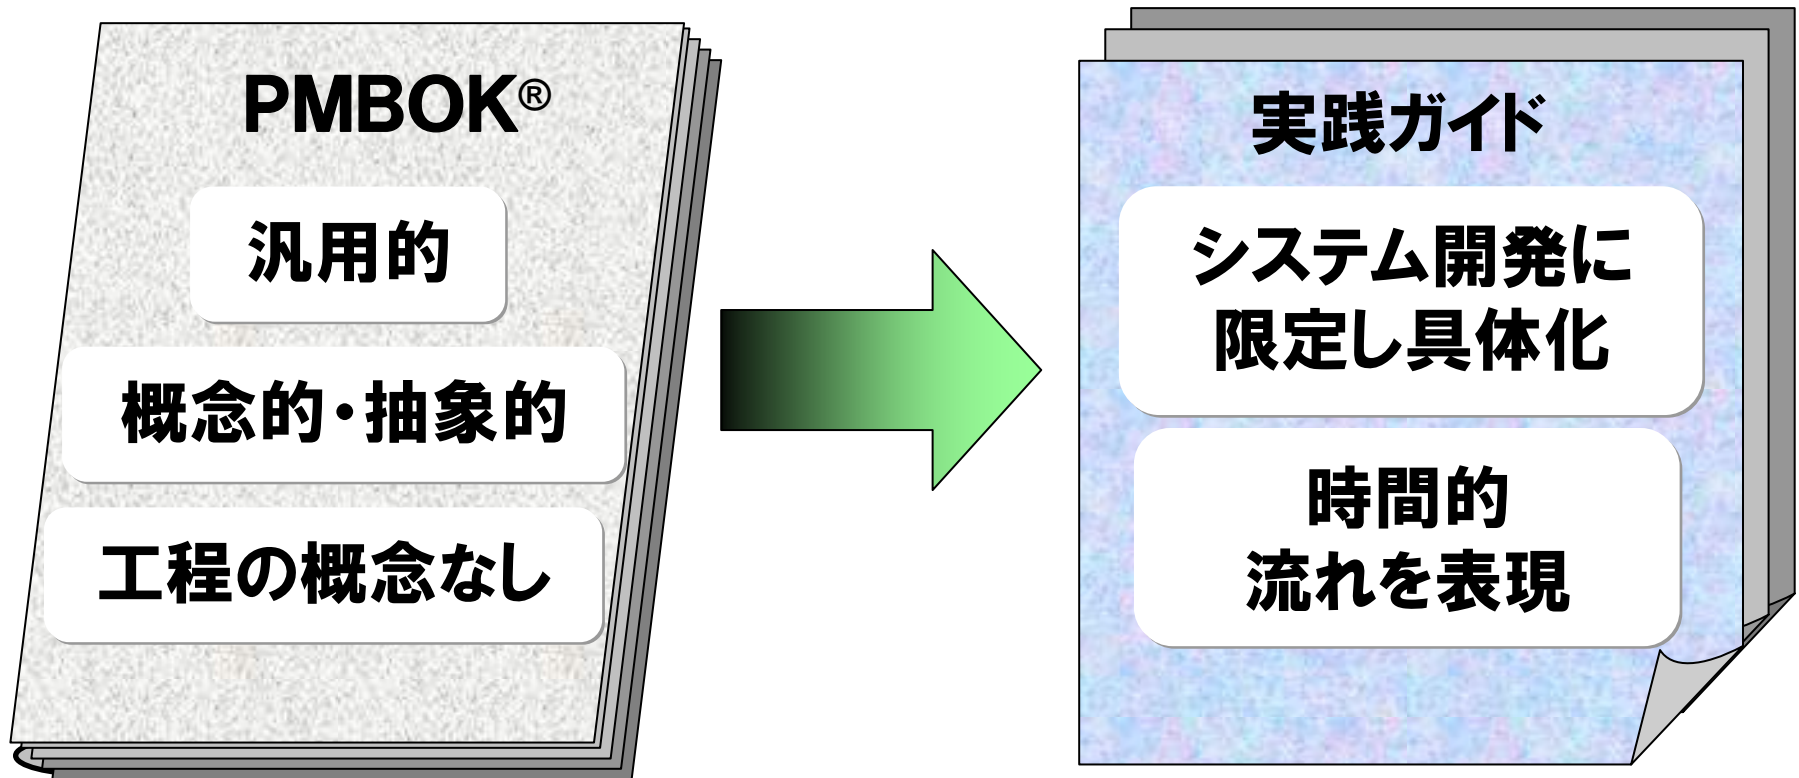 PMBOK®
汎用的
概念的・抽象的
工程の概念なし
実践ガイド
システム開発に
限定し具体化
時間的
流れを表現